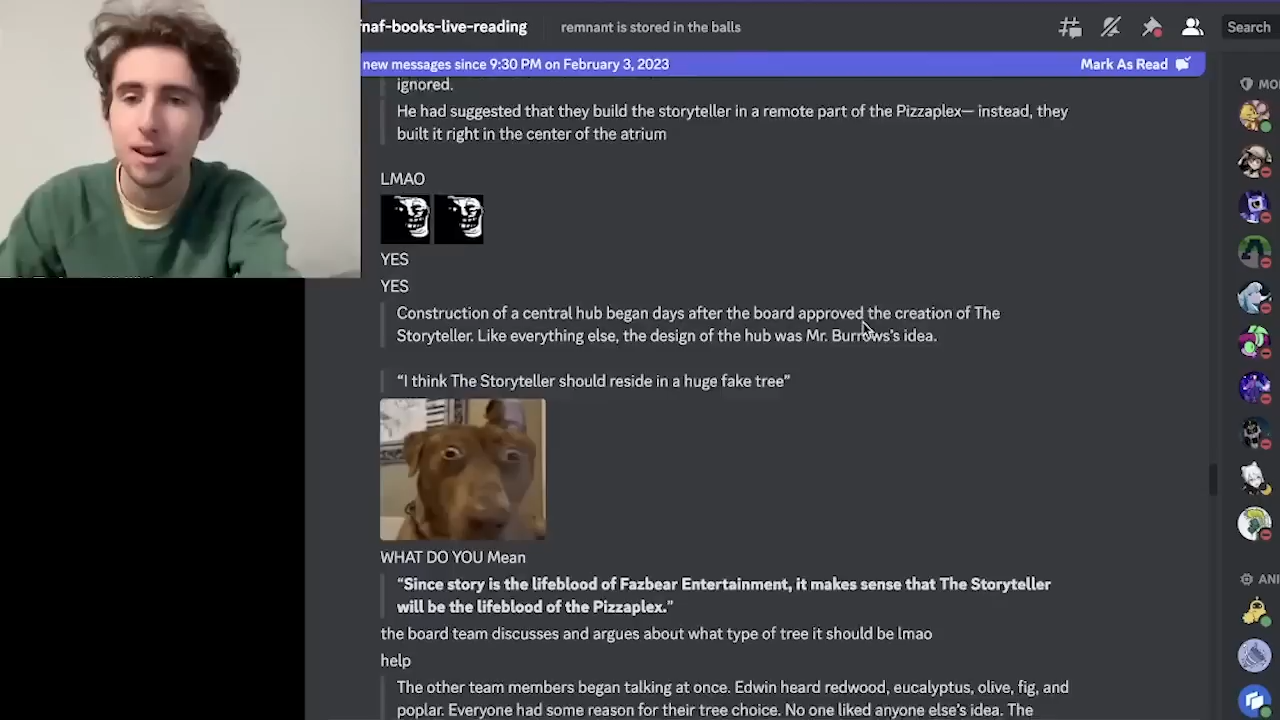 fnaf-books-live-reading
remnant is stored in the balls
Search
new messages since 9:30 PM on February 3, 2023
Mark As Read
ignored.
He had suggested that they build the storyteller in a remote part of the Pizzaplex— instead, they
built it right in the center of the atrium
LMAO
YES
YES
Construction of a central hub began days after the board approved the creation of The
Storyteller. Like everything else, the design of the hub was Mr. Burrows's idea.
“I think The Storyteller should reside in a huge fake tree”
WHAT DO YOU Mean
“Since story is the lifeblood of Fazbear Entertainment, it makes sense that The Storyteller
will be the lifeblood of the Pizzaplex.”
the board team discusses and argues about what type of tree it should be lmao
help
The other team members began talking at once. Edwin heard redwood, eucalyptus, olive, fig, and
poplar. Everyone had some reason for their tree choice. No one liked anyone else's idea. The
MO
ANI